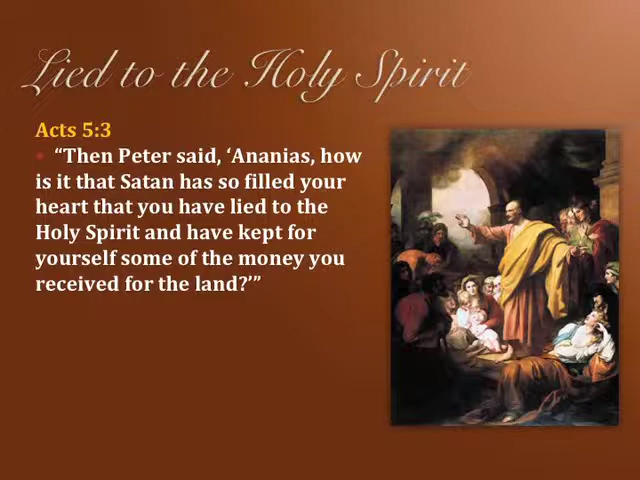 Lied to the Holy Spirit
Acts 5:3
• “Then Peter said, ‘Ananias, how
is it that Satan has so filled your
heart that you have lied to the
Holy Spirit and have kept for
yourself some of the money you
received for the land?’”